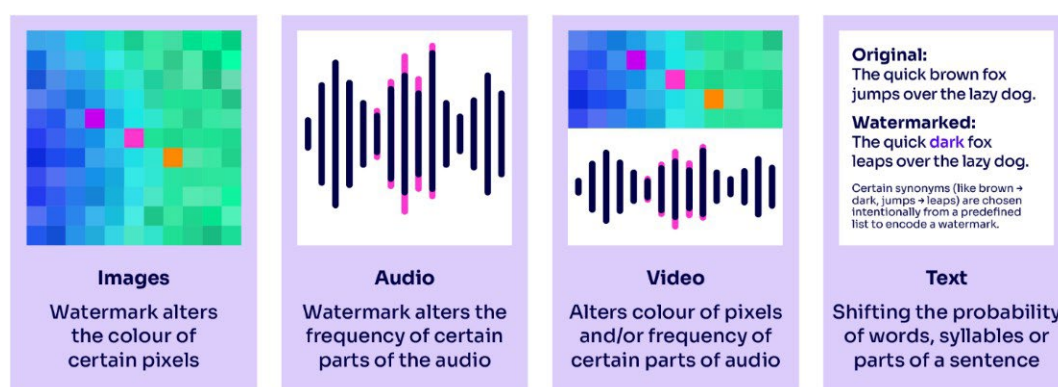 Original:
The quick brown fox
jumps over the lazy dog.
Watermarked:
The quick dark fox
leaps over the lazy dog.
Certain synonyms (like brown →
dark, jumps → leaps) are chosen
intentionally from a predefined
list to encode a watermark.
Images
Watermark alters
the colour of
certain pixels
Audio
Watermark alters the
frequency of certain
parts of the audio
Video
Alters colour of pixels
and/or frequency of
certain parts of audio
Text
Shifting the probability
of words, syllables or
parts of a sentence